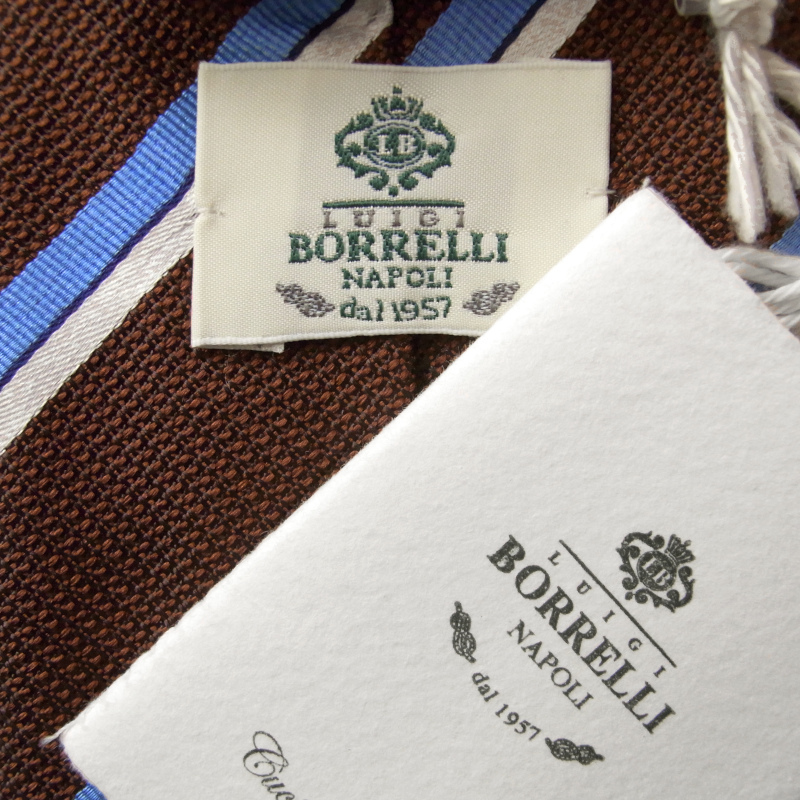 LB
LUIGI
BORRELLI
NAPOLI
dal 1957
LB
LUIGI
BORRELLI
NAPOLI
dal 1957